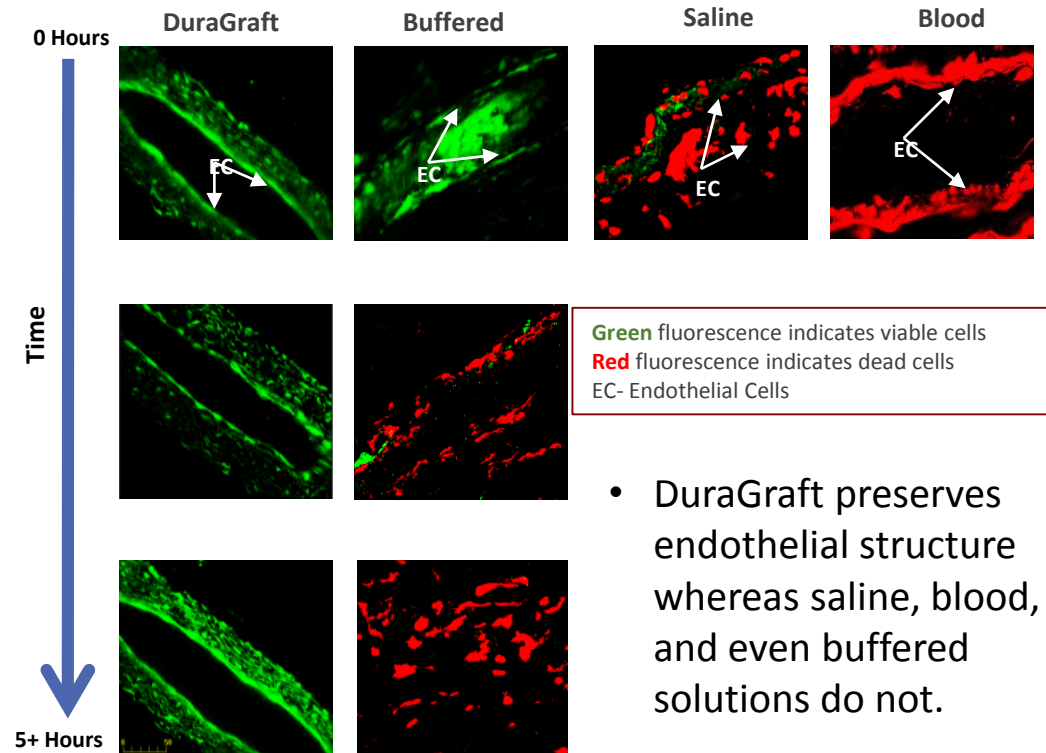 DuraGraft
Buffered
Saline
Blood
0 Hours
EC
EC
EC
EC
Time
Green fluorescence indicates viable cells
Red fluorescence indicates dead cells
EC- Endothelial Cells
• DuraGraft preserves
endothelial structure
whereas saline, blood,
and even buffered
solutions do not.
5+ Hours